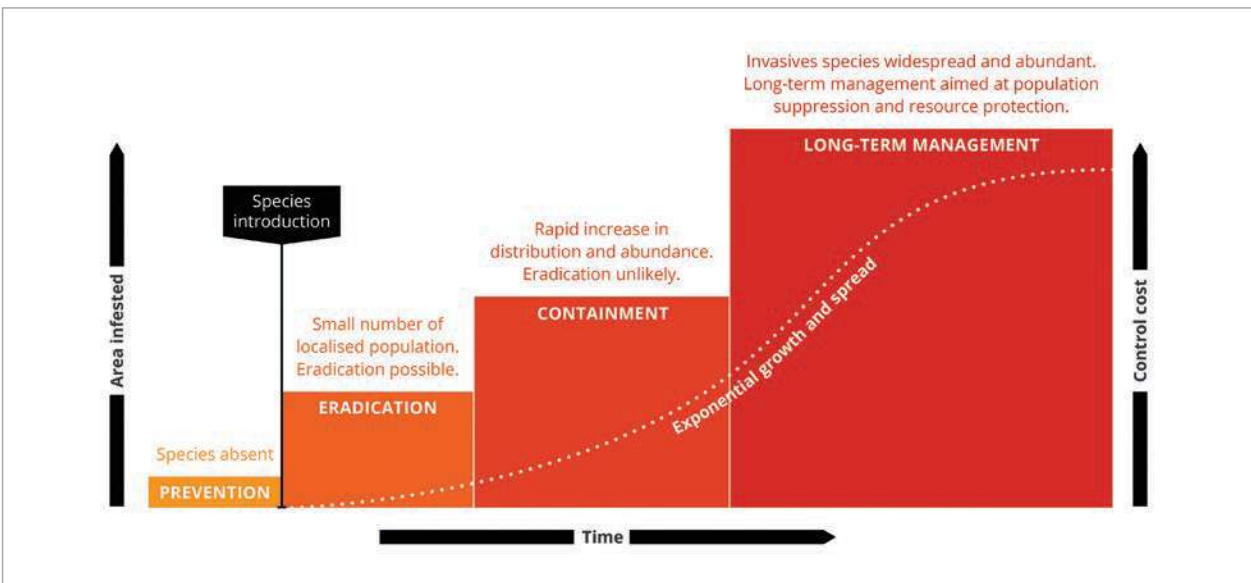 Invasives species widespread and abundant.
Long-term management aimed at population
suppression and resource protection.
LONG-TERM MANAGEMENT
Species
introduction
Rapid increase in
distribution and abundance.
Eradication unlikely.
CONTAINMENT
Small number of
localised population.
Eradication possible.
ERADICATION
Species absent
PREVENTION
Area infested
Exponential growth and spread
Control cost
Time